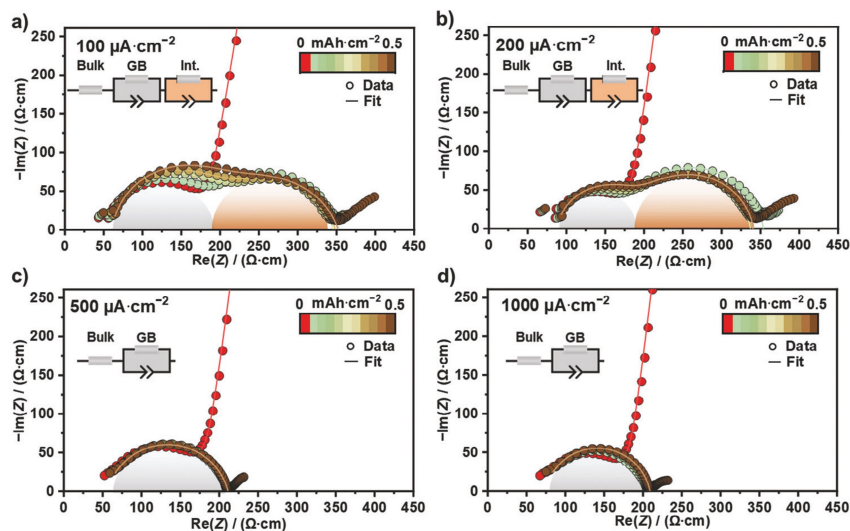 a)
100 µA·cm⁻²
0 mAh·cm⁻² 0.5
Bulk GB Int.
Data
Fit
−Im(Z) / (Ω·cm)
0 50 100 150 200 250
0 50 100 150 200 250 300 350 400 450
Re(Z) / (Ω·cm)
b)
200 µA·cm⁻²
0 mAh·cm⁻² 0.5
Bulk GB Int.
Data
Fit
−Im(Z) / (Ω·cm)
0 50 100 150 200 250
0 50 100 150 200 250 300 350 400 450
Re(Z) / (Ω·cm)
c)
500 µA·cm⁻²
0 mAh·cm⁻² 0.5
Bulk GB
Data
Fit
−Im(Z) / (Ω·cm)
0 50 100 150 200 250
0 50 100 150 200 250 300 350 400 450
Re(Z) / (Ω·cm)
d)
1000 µA·cm⁻²
0 mAh·cm⁻² 0.5
Bulk GB
Data
Fit
−Im(Z) / (Ω·cm)
0 50 100 150 200 250
0 50 100 150 200 250 300 350 400 450
Re(Z) / (Ω·cm)